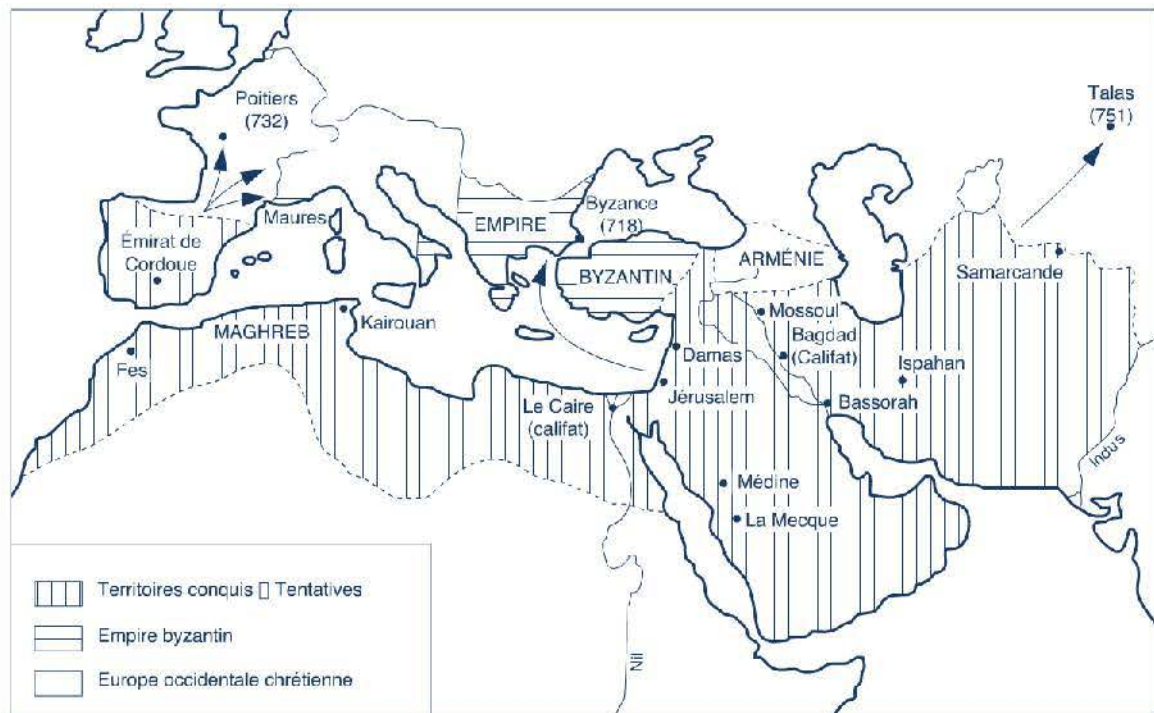 Poitiers
(732)
Talas
(751)
Maures
EMPIRE
Byzance
(718)
Émirat de
Cordoue
BYZANTIN
ARMÉNIE
Samarcande
MAGHREB
Kairouan
Mossoul
Bagdad
(Califat)
Fes
Damas
Ispahan
Jérusalem
Bassorah
Le Caire
(califat)
Indus
Médine
La Mecque
Nil
Territoires conquis ▯ Tentatives
Empire byzantin
Europe occidentale chrétienne